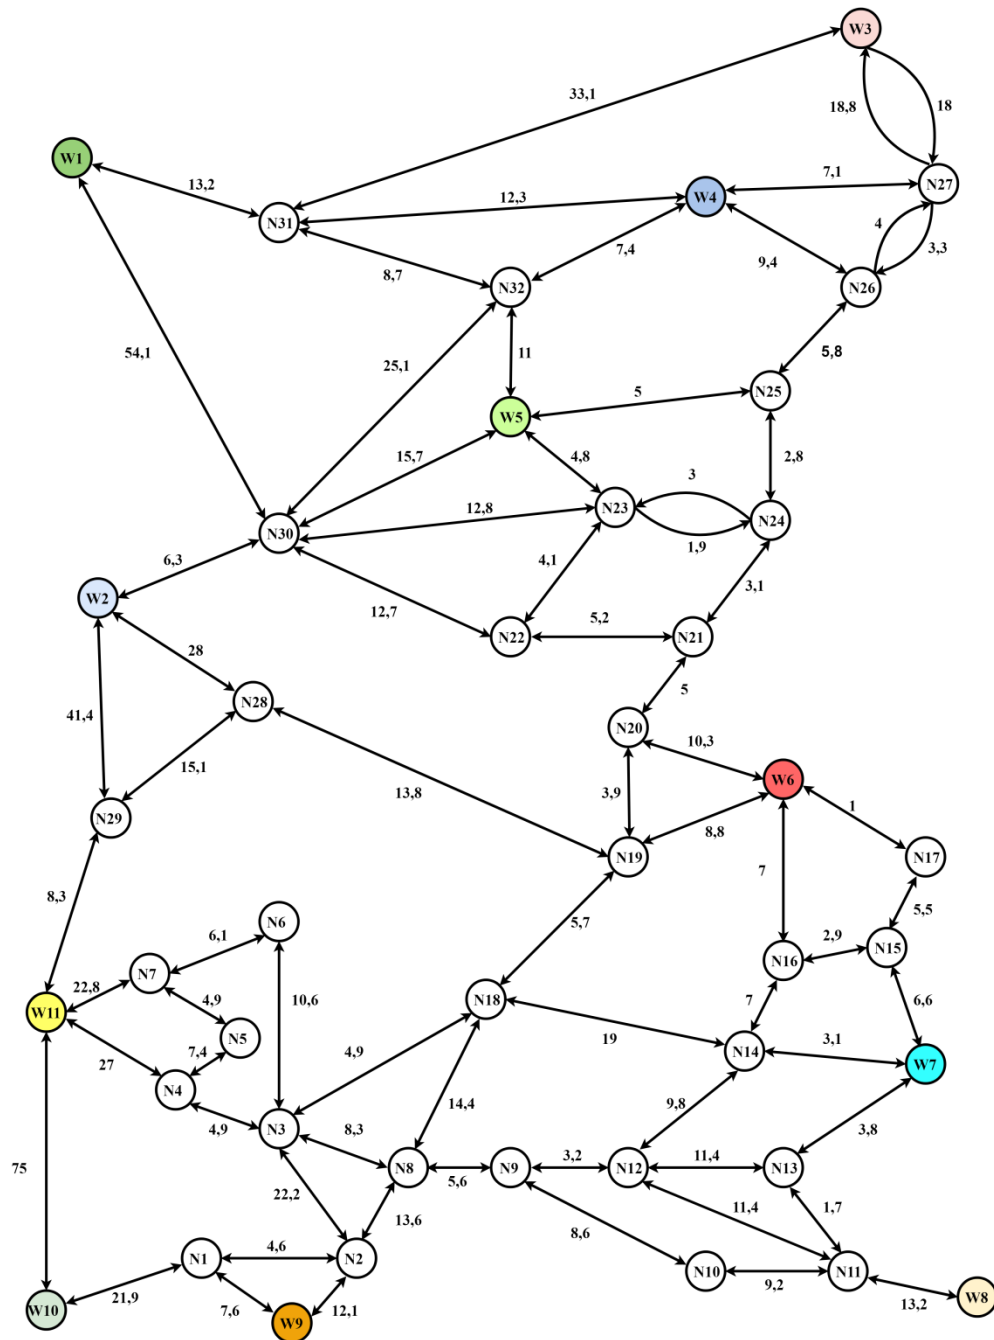 W3
33,1
18,8
18
W1
13,2
7,1
N27
12,3
W4
4
N31
3,3
7,4
9,4
8,7
N32
N26
54,1
25,1
11
5,8
N25
5
W5
15,7
4,8
2,8
3
12,8
N23
N24
N30
1,9
6,3
4,1
3,1
W2
12,7
5,2
N22
N21
28
5
N28
41,4
N20
10,3
15,1
13,8
3,9
W6
1
N29
8,8
N19
N17
7
8,3
5,5
N6
5,7
6,1
2,9
N15
N7
N16
22,8
4,9
10,6
N18
6,6
W11
7
N5
19
N14
3,1
4,9
7,4
27
W7
N4
14,4
9,8
4,9
N3
8,3
3,8
3,2
11,4
N8
N9
N12
N13
75
5,6
22,2
11,4
1,7
13,6
8,6
4,6
N1
N2
N10
N11
9,2
21,9
7,6
12,1
13,2
W8
W10
W9